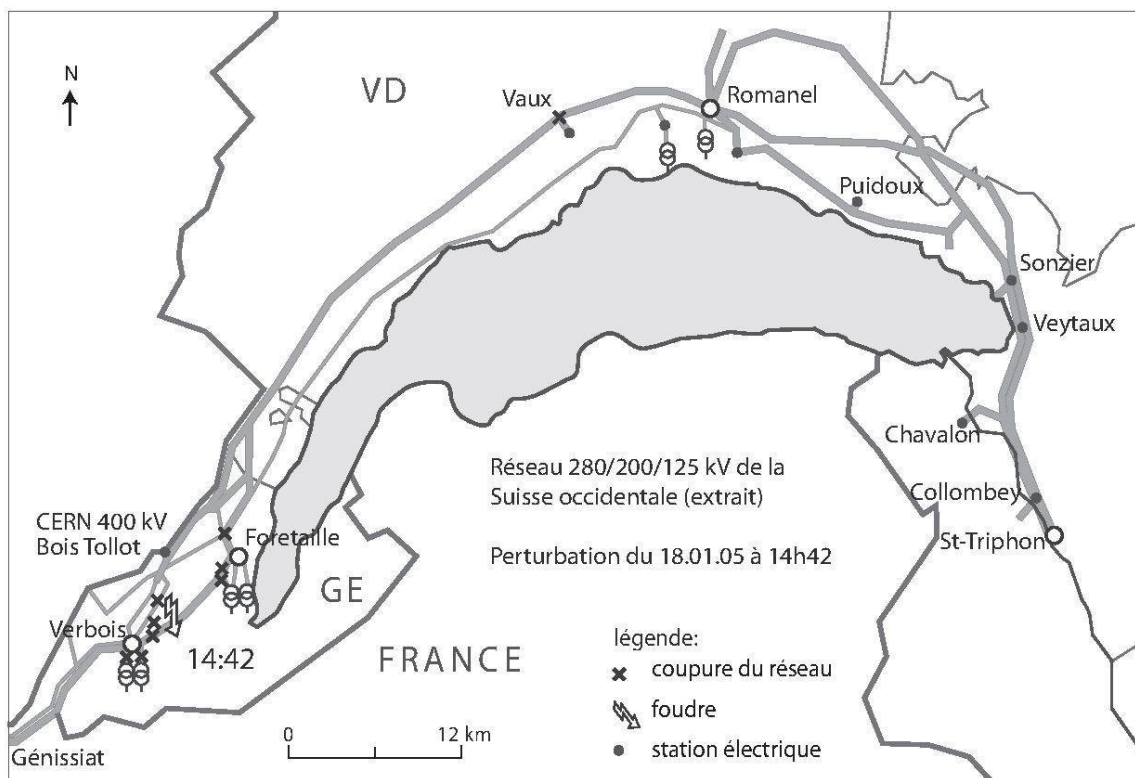 N
VD
Vaux
Romanel
Puidoux
Sonzier
Veytaux
Chavalon
Collombey
St-Triphon
Réseau 280/200/125 kV de la
Suisse occidentale (extrait)
Perturbation du 18.01.05 à 14h42
CERN 400 kV
Bois Tollot
Foretaille
GE
Verbois
14:42
FRANCE
légende:
coupure du réseau
foudre
station électrique
0 12 km
Génissiat